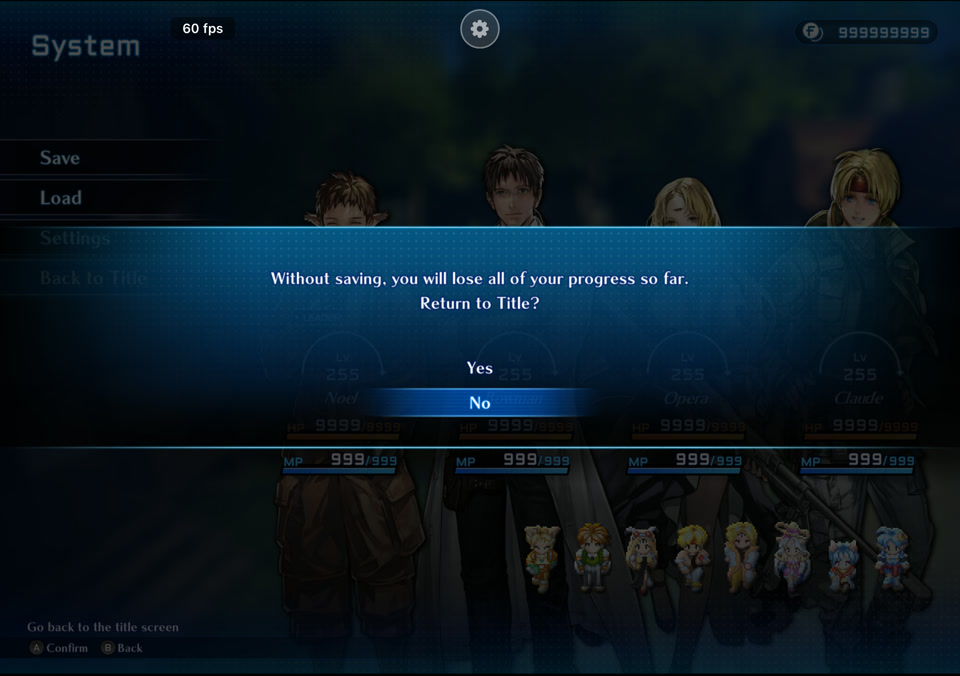 60 fps
System
F 999999999
Save
Load
Settings
Back to Title
Without saving, you will lose all of your progress so far.
Return to Title?
Yes
No
Lv 255
Lv 255
Lv 255
Lv 255
Noel
Opera
Claude
HP 9999/9999
HP 9999/9999
HP 9999/9999
HP 9999/9999
MP 999/999
MP 999/999
MP 999/999
MP 999/999
Go back to the title screen
A Confirm B Back